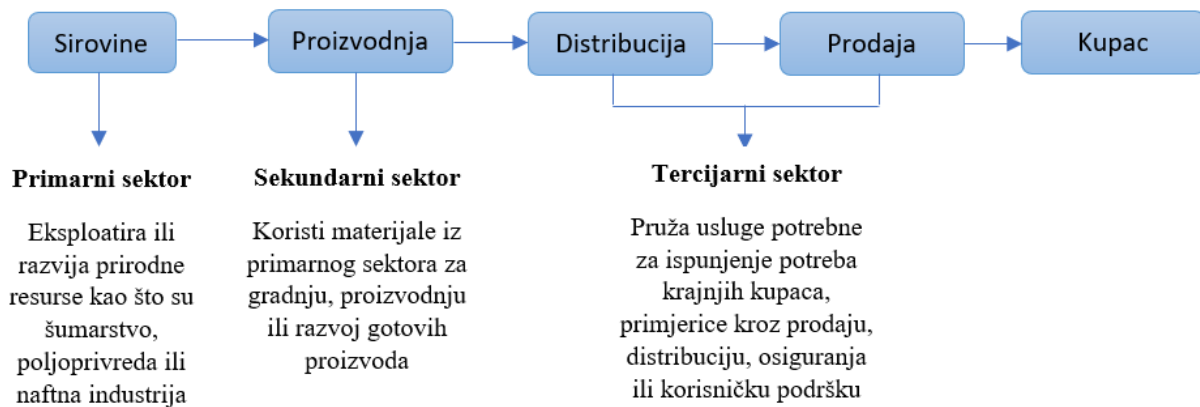 Sirovine
Proizvodnja
Distribucija
Prodaja
Kupac
Primarni sektor
Eksploatira ili
razvija prirodne
resurse kao što su
šumarstvo,
poljoprivreda ili
naftna industrija
Sekundarni sektor
Koristi materijale iz
primarnog sektora za
gradnju, proizvodnju
ili razvoj gotovih
proizvoda
Tercijarni sektor
Pruža usluge potrebne
za ispunjenje potreba
krajnjih kupaca,
primjerice kroz prodaju,
distribuciju, osiguranja
ili korisničku podršku